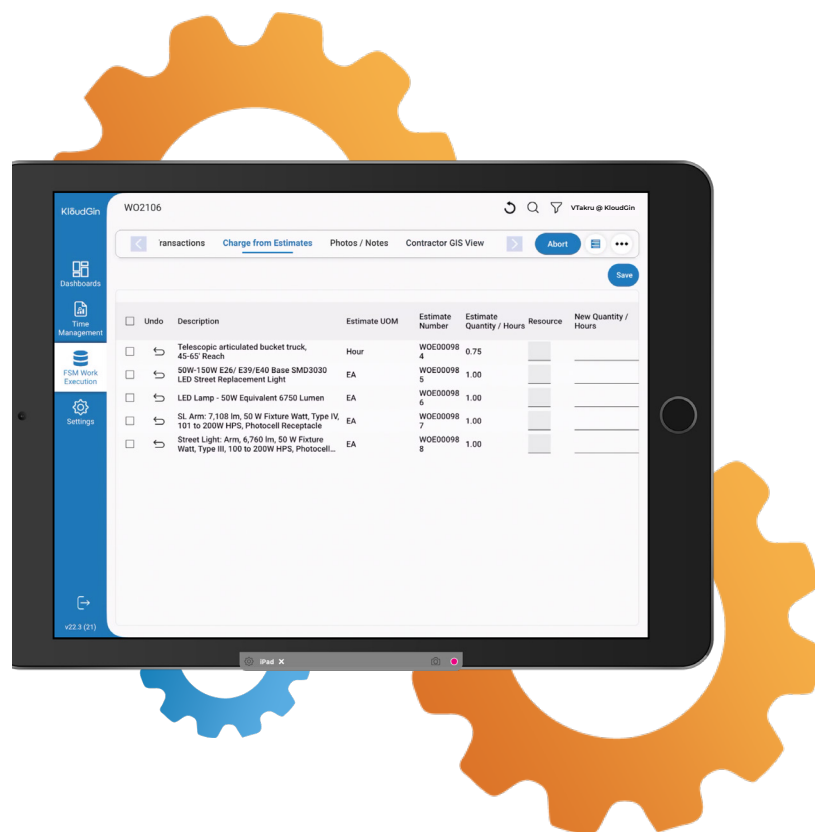 KlōudGin
WO2106
VTakru @ KloudGin
Transactions
Charge from Estimates
Photos / Notes
Contractor GIS View
Abort
Save
Dashboards
Time
Management
FSM Work
Execution
Settings
v22.3 (21)
Undo
Description
Estimate UOM
Estimate
Number
Estimate
Quantity / Hours
Resource
New Quantity /
Hours
Telescopic articulated bucket truck,
45-65' Reach
Hour
WOE00098
4
0.75
50W-150W E26/ E39/E40 Base SMD3030
LED Street Replacement Light
EA
WOE00098
5
1.00
LED Lamp - 50W Equivalent 6750 Lumen
EA
WOE00098
6
1.00
SL Arm: 7,108 lm, 50 W Fixture Watt, Type IV,
101 to 200W HPS, Photocell Receptacle
EA
WOE00098
7
1.00
Street Light: Arm, 6,760 lm, 50 W Fixture
Watt, Type III, 100 to 200W HPS, Photocell...
EA
WOE00098
8
1.00
iPad